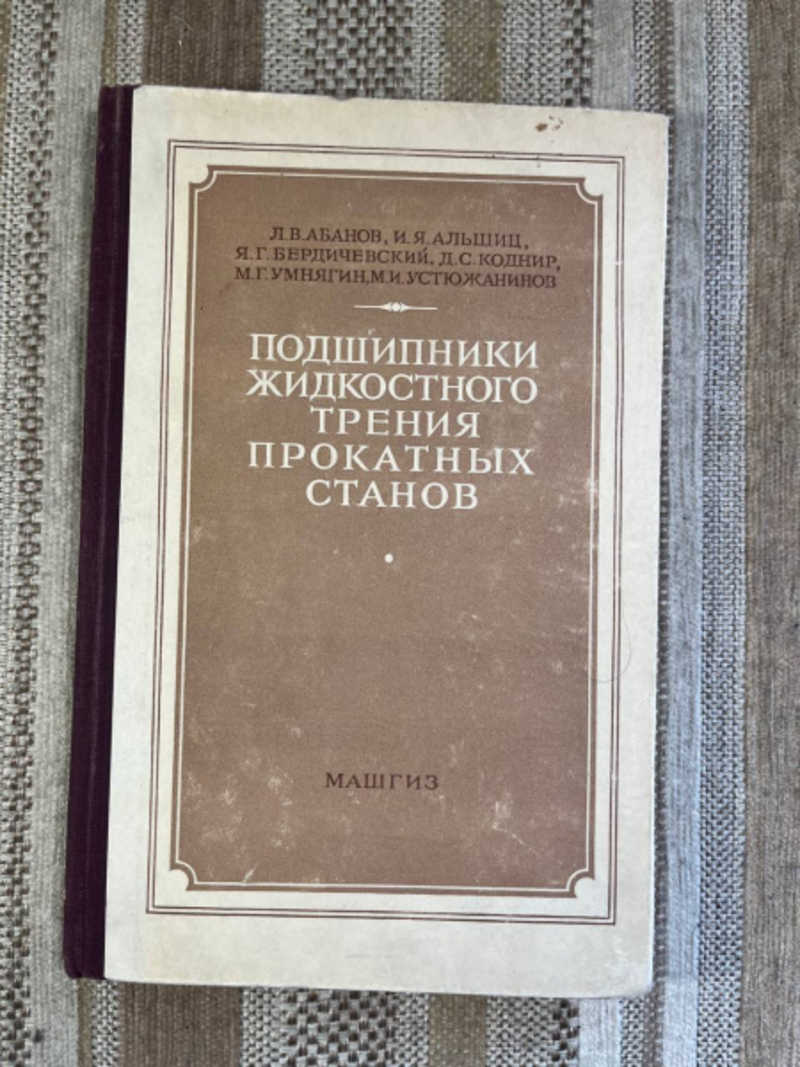 Л.В.АБАНОВ, И.Я.АЛЬШИЦ,
Я.Г.БЕРДИЧЕВСКИЙ, Д.С.КОДНИР,
М.Г.УМНЯГИН, М.И.УСТЮЖАНИНОВ
ПОДШИПНИКИ
ЖИДКОСТНОГО
ТРЕНИЯ
ПРОКАТНЫХ
СТАНОВ
МАШГИЗ